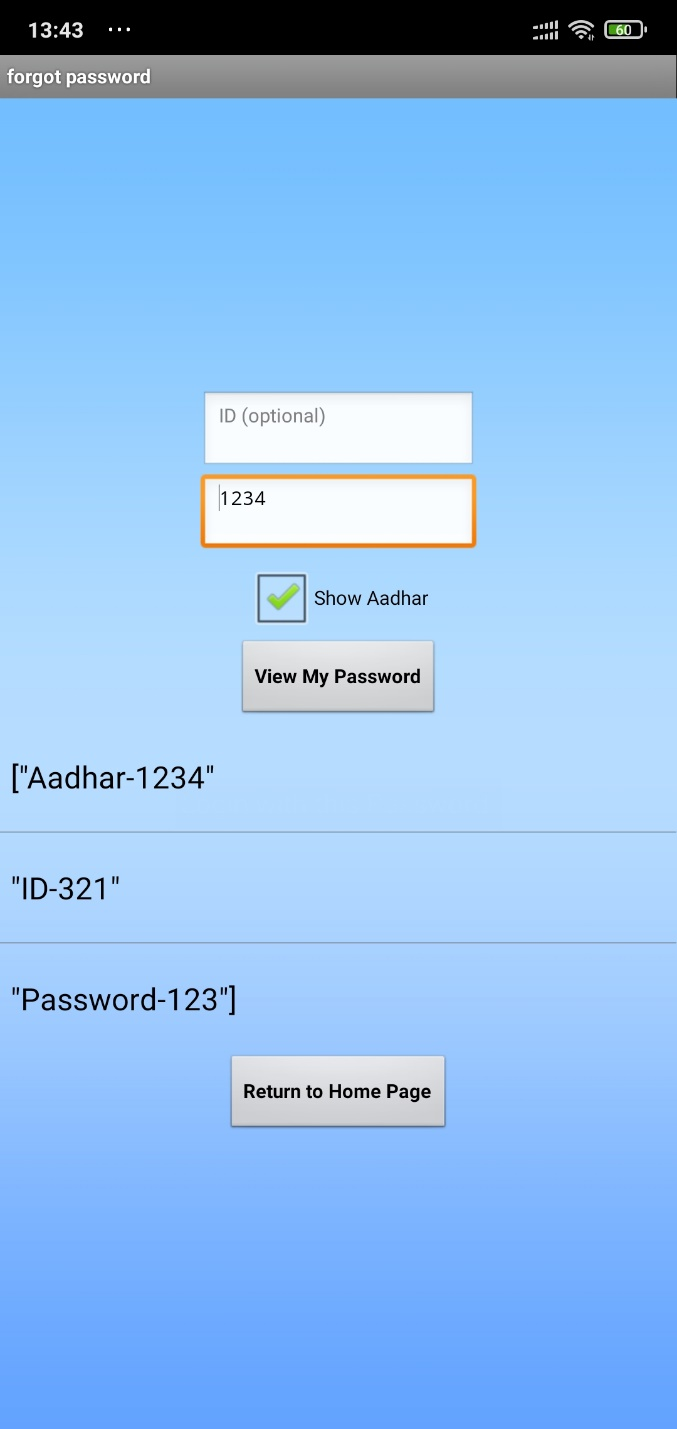 13:43 ...
60
forgot password
ID (optional)
1234
Show Aadhar
View My Password
["Aadhar-1234"
"ID-321"
"Password-123"]
Return to Home Page